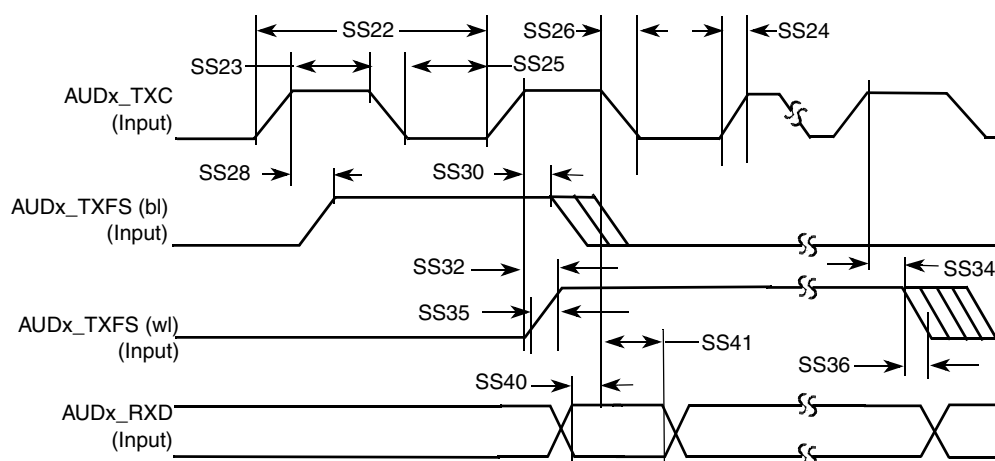 SS22
SS26
SS24
SS23
SS25
AUDx_TXC
(Input)
SS28
SS30
AUDx_TXFS (bl)
(Input)
SS32
SS34
SS35
AUDx_TXFS (wl)
(Input)
SS41
SS36
SS40
AUDx_RXD
(Input)